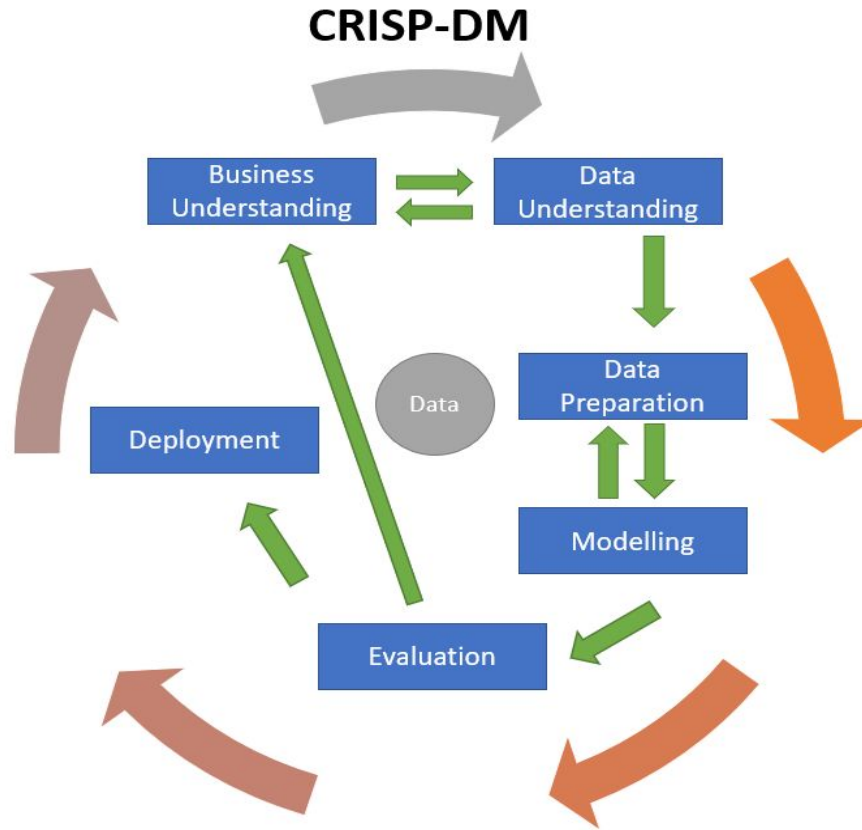 CRISP-DM
Business
Understanding
Data
Understanding
Data
Data
Preparation
Deployment
Modelling
Evaluation